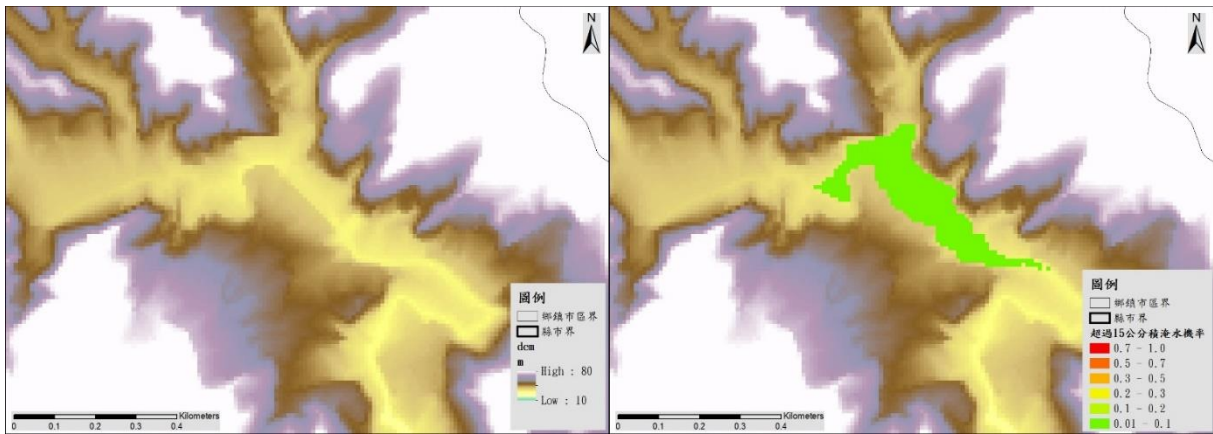 N
圖例
鄉鎮市區界
縣市界
dem
m
High : 80
Low : 10
Kilometers
0 0.1 0.2 0.3 0.4
N
圖例
鄉鎮市區界
縣市界
超過15公分積淹水機率
0.7 - 1.0
0.5 - 0.7
0.3 - 0.5
0.2 - 0.3
0.1 - 0.2
0.01 - 0.1
Kilometers
0 0.1 0.2 0.3 0.4